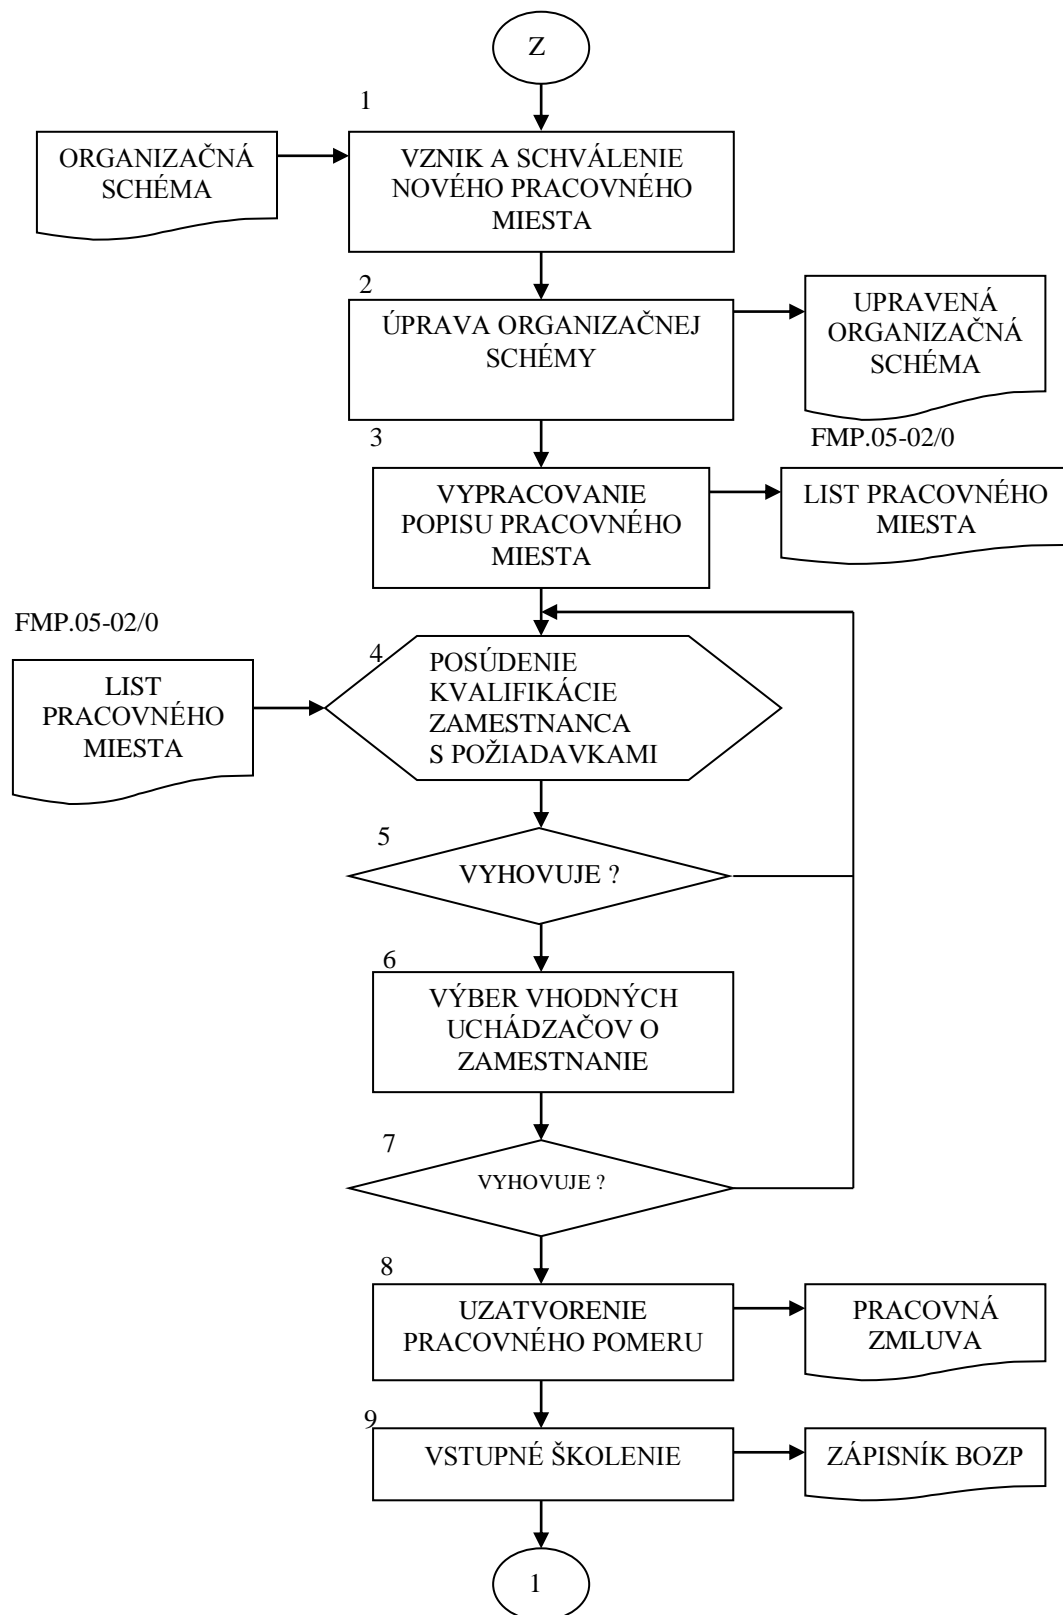 Z
1
ORGANIZAČNÁ
SCHÉMA
VZNIK A SCHVÁLENIE
NOVÉHO PRACOVNÉHO
MIESTA
2
ÚPRAVA ORGANIZAČNEJ
SCHÉMY
UPRAVENÁ
ORGANIZAČNÁ
SCHÉMA
3
FMP.05-02/0
VYPRACOVANIE
POPISU PRACOVNÉHO
MIESTA
LIST PRACOVNÉHO
MIESTA
FMP.05-02/0
LIST
PRACOVNÉHO
MIESTA
4
POSÚDENIE
KVALIFIKÁCIE
ZAMESTNANCA
S POŽIADAVKAMI
5
VYHOVUJE ?
6
VÝBER VHODNÝCH
UCHÁDZAČOV O
ZAMESTNANIE
7
VYHOVUJE ?
8
UZATVORENIE
PRACOVNÉHO POMERU
PRACOVNÁ
ZMLUVA
9
VSTUPNÉ ŠKOLENIE
ZÁPISNÍK BOZP
1